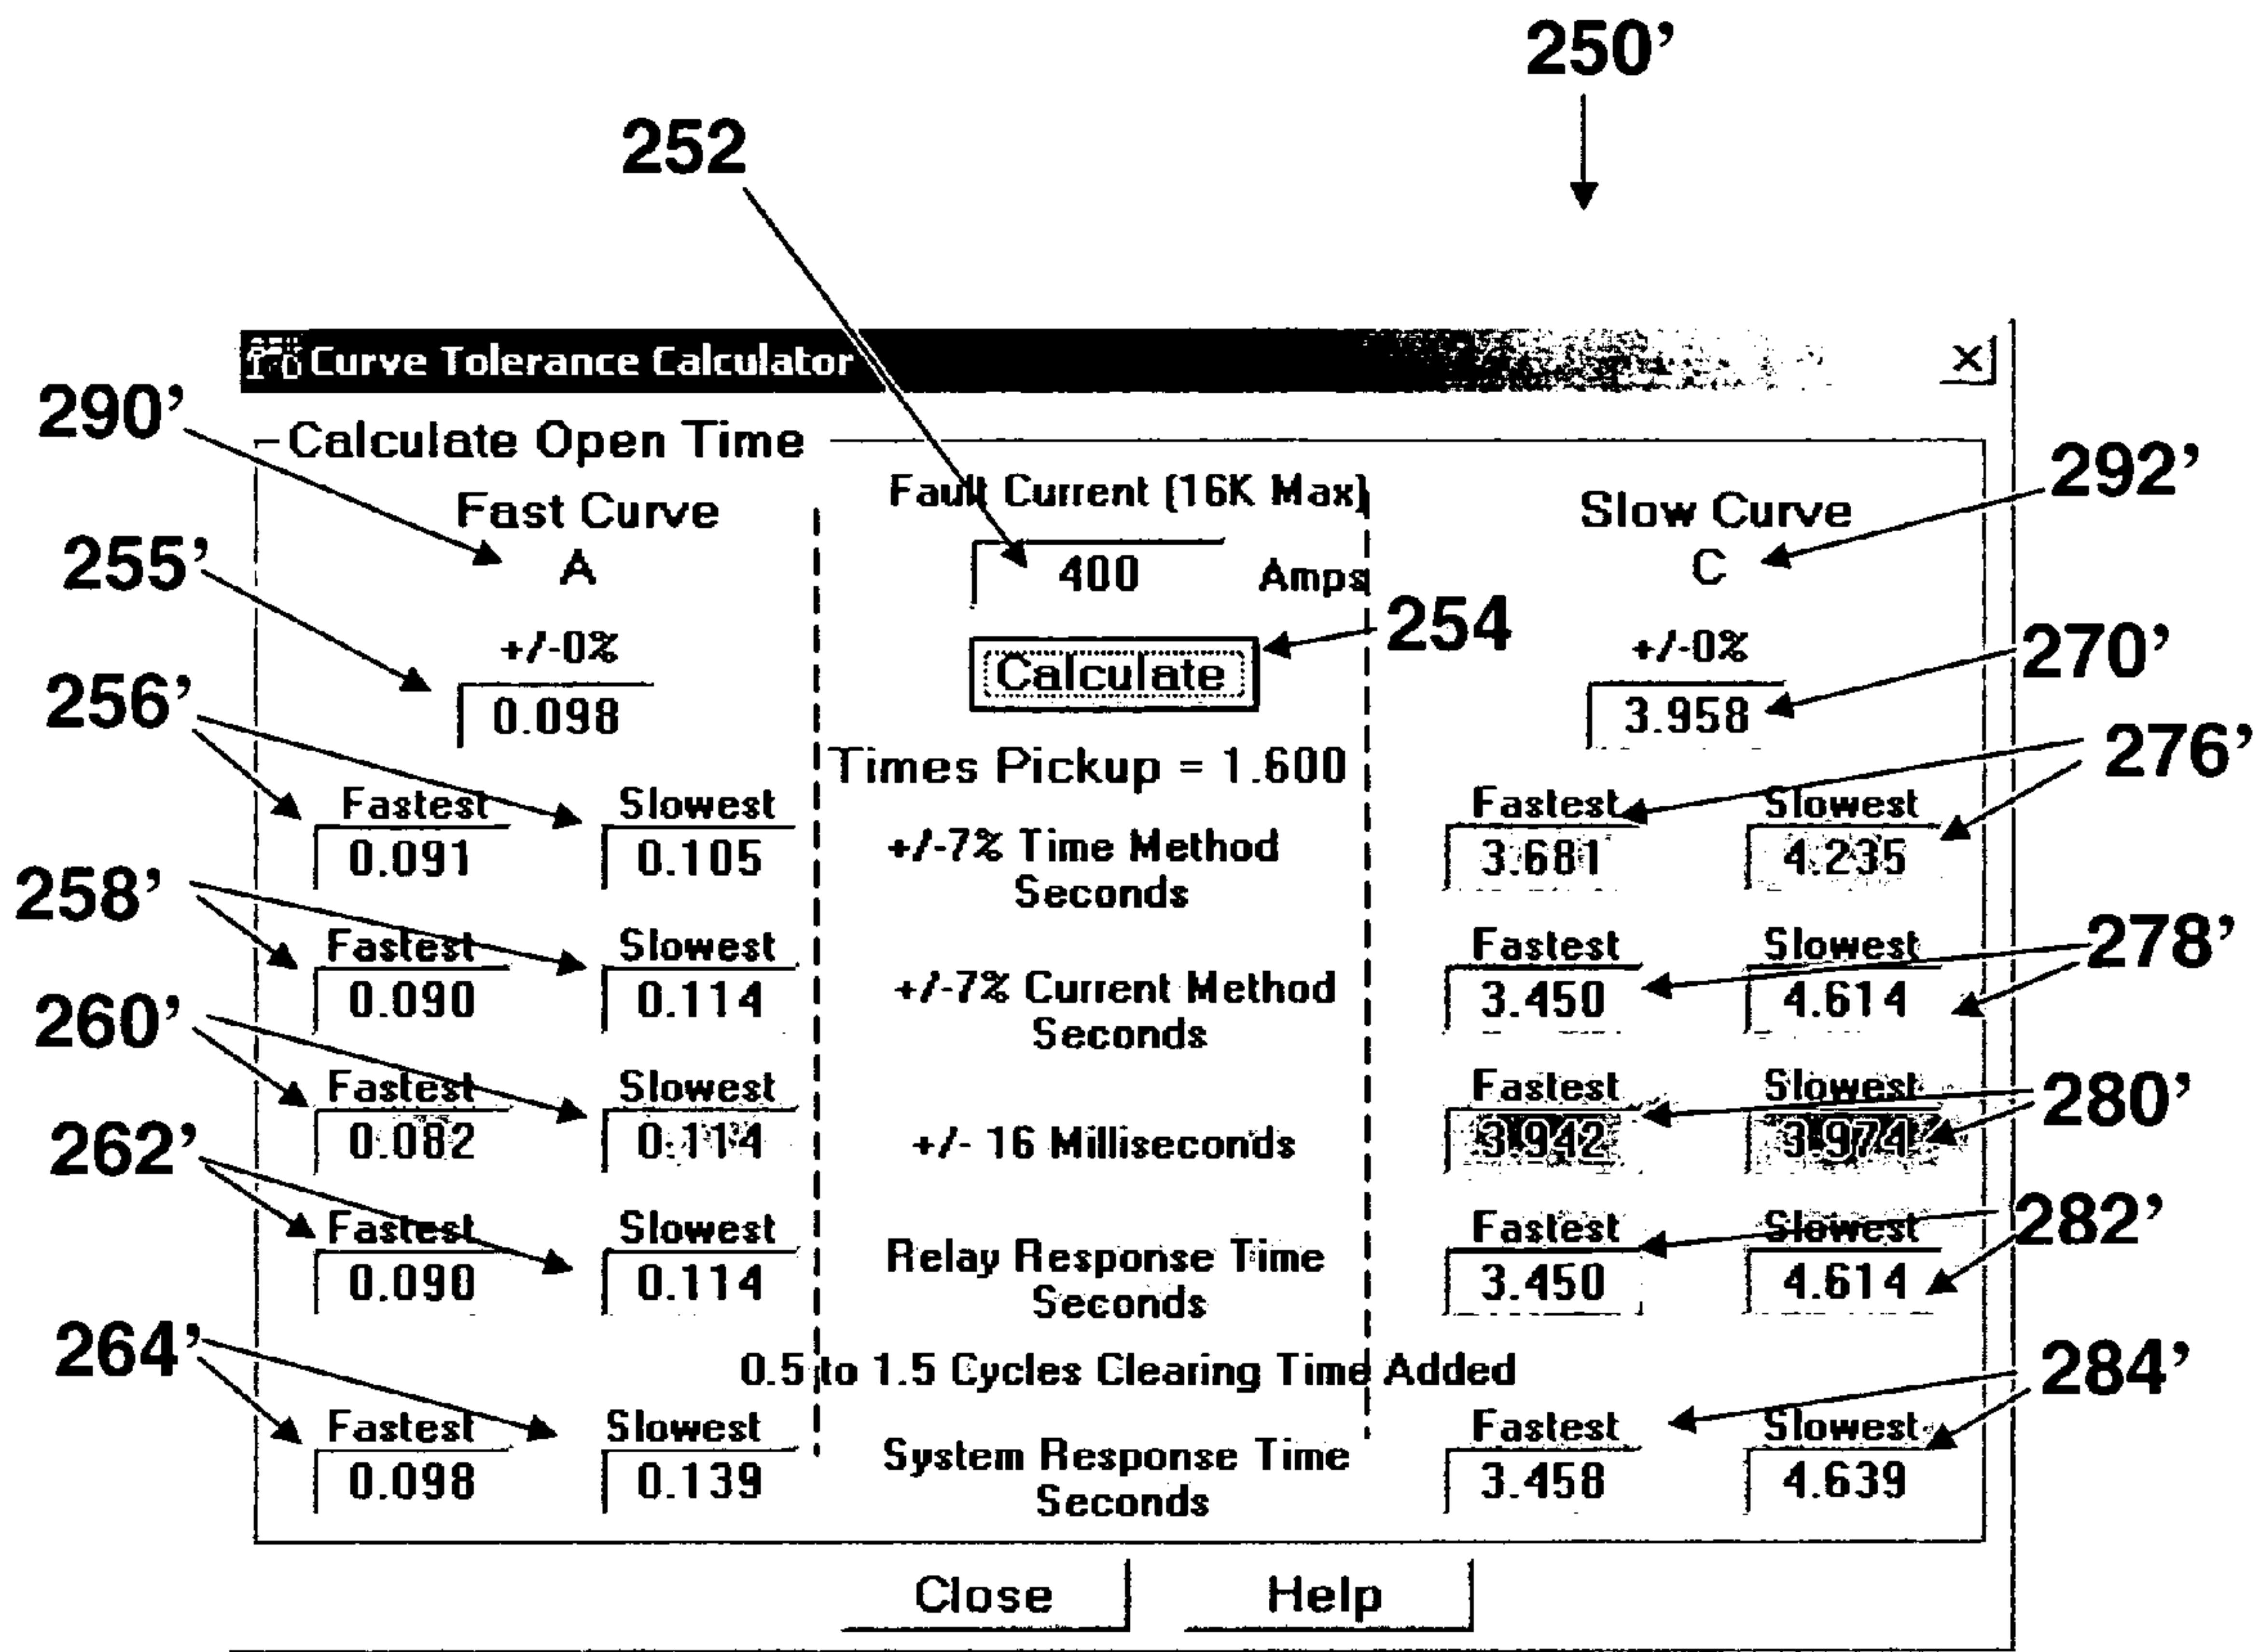 250’
252
Curve Tolerance Calculator
X
290’
Calculate Open Time
292’
Fast Curve
Fault Current (16K Max)
Slow Curve
A
400 Amps
C
255’
254
+/-0%
Calculate
+/-0%
270’
256’
0.098
3.958
276’
Times Pickup = 1.600
Fastest Slowest
+/-7% Time Method
Seconds
Fastest Slowest
0.091 0.105
3.681 4.235
258’
278’
Fastest Slowest
+/-7% Current Method
Seconds
Fastest Slowest
0.090 0.114
3.450 4.614
260’
280’
Fastest Slowest
+/- 16 Milliseconds
Fastest Slowest
0.082 0.114
3.942 3.974
262’
282’
Fastest Slowest
Relay Response Time
Seconds
Fastest Slowest
0.090 0.114
3.450 4.614
264’
0.5 to 1.5 Cycles Clearing Time Added
284’
Fastest Slowest
System Response Time
Seconds
Fastest Slowest
0.098 0.139
3.458 4.639
Close
Help